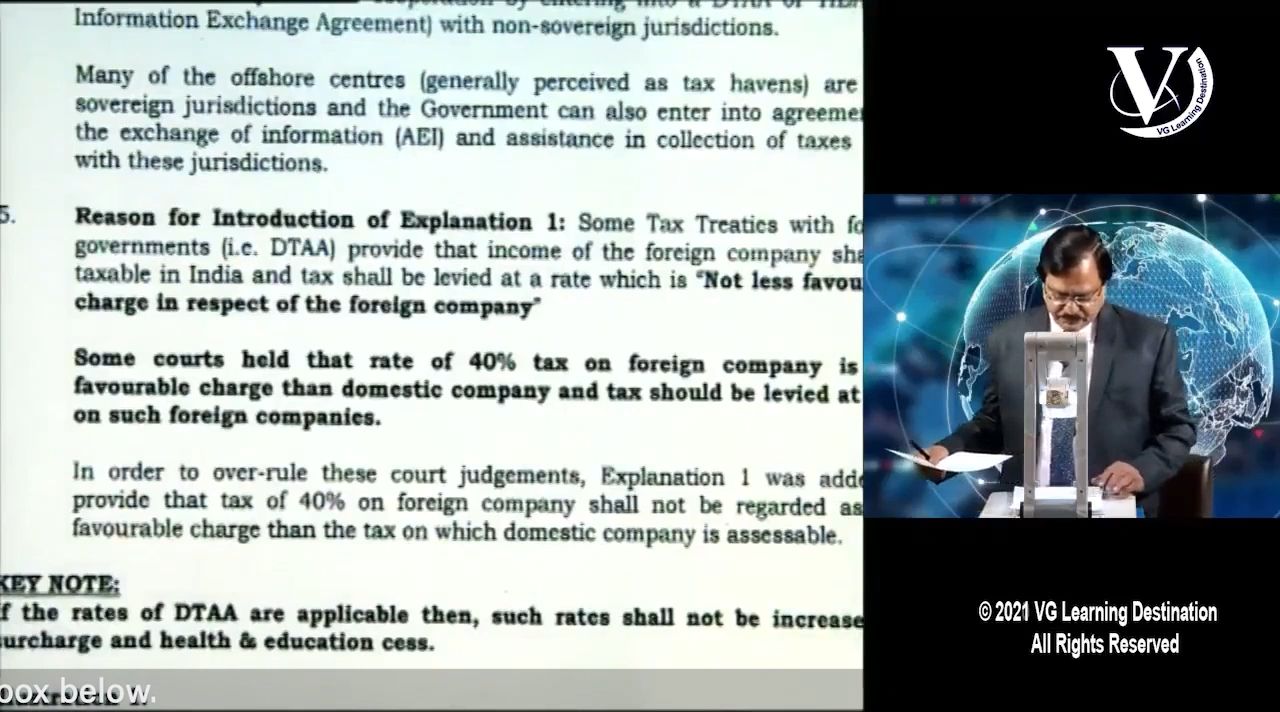 Information Exchange Agreement) with non-sovereign jurisdictions.
Many of the offshore centres (generally perceived as tax havens) are
sovereign jurisdictions and the Government can also enter into agreeme
the exchange of information (AEI) and assistance in collection of taxes
with these jurisdictions.
5.
Reason for Introduction of Explanation 1: Some Tax Treaties with fo
governments (i.e. DTAA) provide that income of the foreign company sha
taxable in India and tax shall be levied at a rate which is "Not less favou
charge in respect of the foreign company"
Some courts held that rate of 40% tax on foreign company is
favourable charge than domestic company and tax should be levied at
on such foreign companies.
In order to over-rule these court judgements, Explanation 1 was adde
provide that tax of 40% on foreign company shall not be regarded as
favourable charge than the tax on which domestic company is assessable.
KEY NOTE:
f the rates of DTAA are applicable then, such rates shall not be increase
surcharge and health & education cess.
box below.
V
VG Learning Destination
© 2021 VG Learning Destination
All Rights Reserved